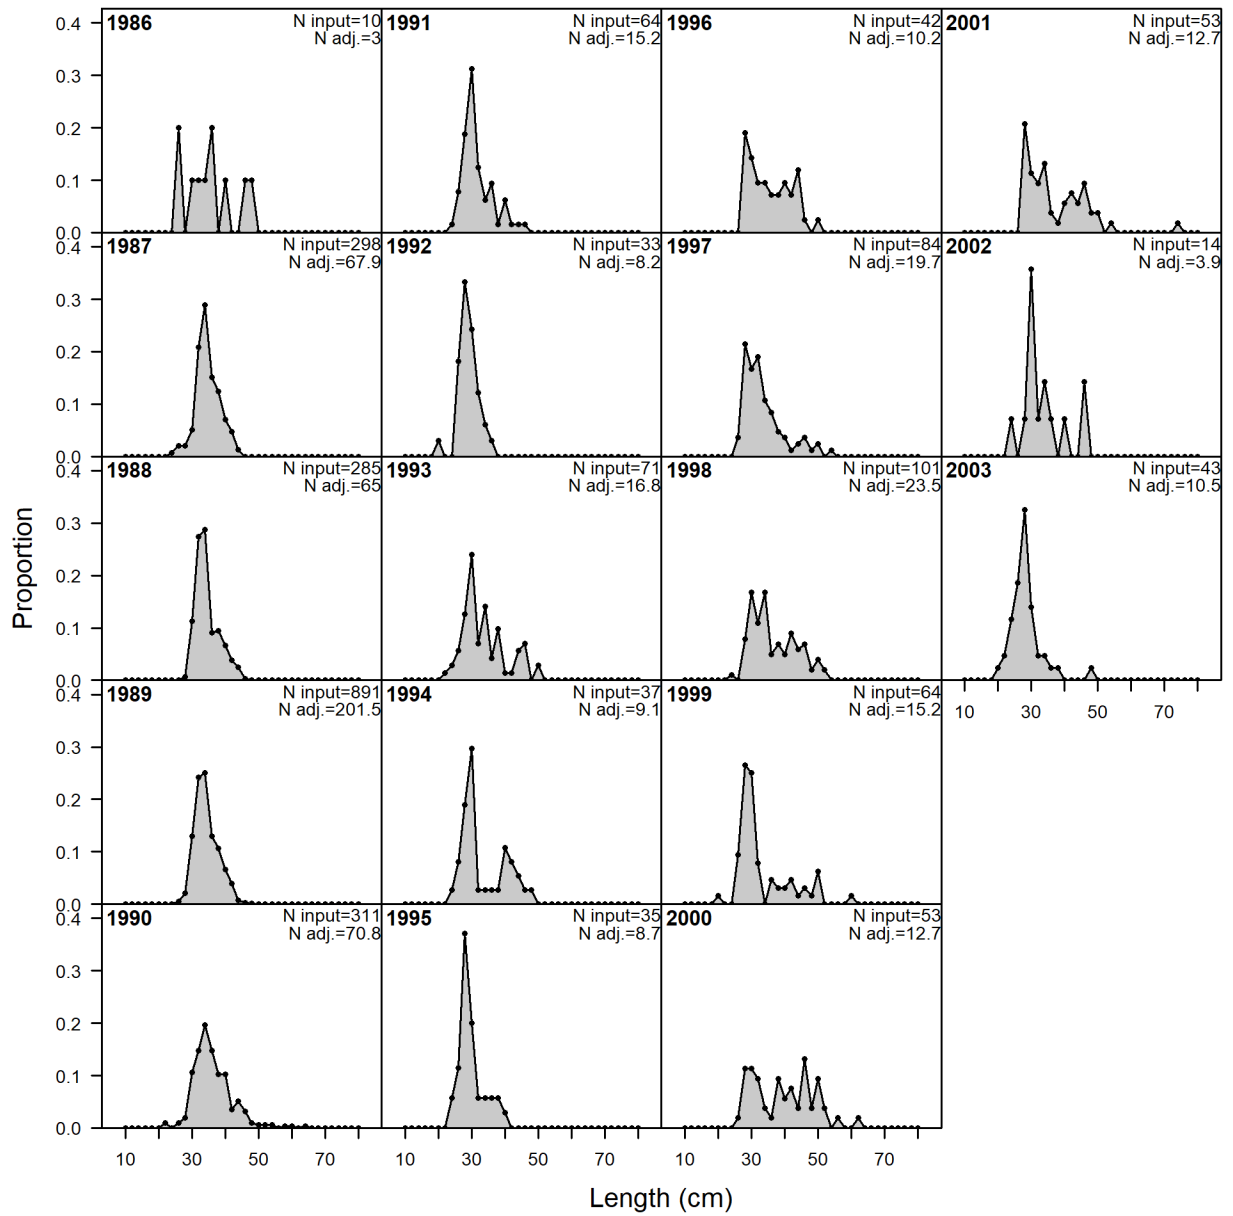 1986
N input=10
N adj.=3
1991
N input=64
N adj.=15.2
1996
N input=42
N adj.=10.2
2001
N input=53
N adj.=12.7
0.4
0.3
0.2
0.1
0.0
1987
N input=298
N adj.=67.9
1992
N input=33
N adj.=8.2
1997
N input=84
N adj.=19.7
2002
N input=14
N adj.=3.9
0.4
0.3
0.2
0.1
0.0
1988
N input=285
N adj.=65
1993
N input=71
N adj.=16.8
1998
N input=101
N adj.=23.5
2003
N input=43
N adj.=10.5
0.4
0.3
0.2
0.1
0.0
10 30 50 70
1989
N input=891
N adj.=201.5
1994
N input=37
N adj.=9.1
1999
N input=64
N adj.=15.2
0.4
0.3
0.2
0.1
0.0
1990
N input=311
N adj.=70.8
1995
N input=35
N adj.=8.7
2000
N input=53
N adj.=12.7
0.4
0.3
0.2
0.1
0.0
10 30 50 70
10 30 50 70
10 30 50 70
Proportion
Length (cm)